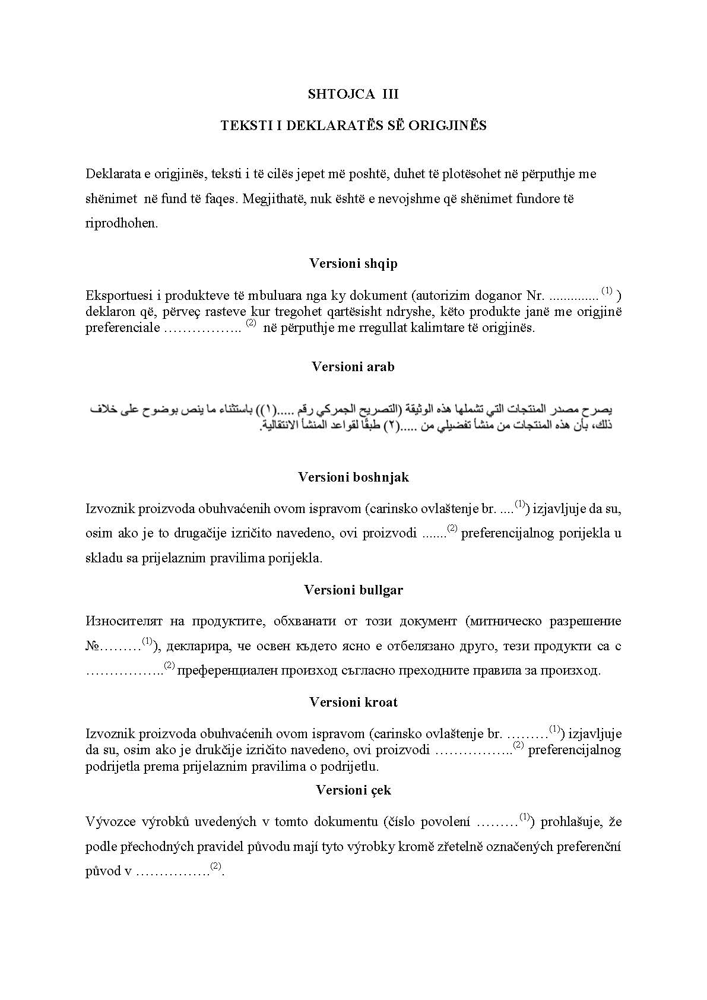 SHTOJCA III
TEKSTI I DEKLARATËS SË ORIGJINËS
Deklarata e origjinës, teksti i të cilës jepet më poshtë, duhet të plotësohet në përputhje me
shënimet në fund të faqes. Megjithatë, nuk është e nevojshme që shënimet fundore të
riprodhohen.
Versioni shqip
Eksportuesi i produkteve të mbuluara nga ky dokument (autorizim doganor Nr. .............. (1) )
deklaron që, përveç rasteve kur tregohet qartësisht ndryshe, këto produkte janë me origjinë
preferenciale …………….. (2) në përputhje me rregullat kalimtare të origjinës.
Versioni arab
يصرح مصدر المنتجات التي تشملها هذه الوثيقة (التصريح الجمركي رقم .....(١)) باستثناء ما ينص بوضوح على خلاف
ذلك، بأن هذه المنتجات من منشأ تفضيلي من .....(٢) طبقًا لقواعد المنشأ الانتقالية.
Versioni boshnjak
Izvoznik proizvoda obuhvaćenih ovom ispravom (carinsko ovlaštenje br. ....(1)) izjavljuje da su,
osim ako je to drugačije izričito navedeno, ovi proizvodi .......(2) preferencijalnog porijekla u
skladu sa prijelaznim pravilima porijekla.
Versioni bullgar
Износителят на продуктите, обхванати от този документ (митническо разрешение
№………(1)), декларира, че освен където ясно е отбелязано друго, тези продукти са с
……………..(2) преференциален произход съгласно преходните правила за произход.
Versioni kroat
Izvoznik proizvoda obuhvaćenih ovom ispravom (carinsko ovlaštenje br. ………(1)) izjavljuje
da su, osim ako je drukčije izričito navedeno, ovi proizvodi ……………..(2) preferencijalnog
podrijetla prema prijelaznim pravilima o podrijetlu.
Versioni çek
Vývozce výrobků uvedených v tomto dokumentu (číslo povolení ………(1)) prohlašuje, že
podle přechodných pravidel původu mají tyto výrobky kromě zřetelně označených preferenční
původ v …………….(2).